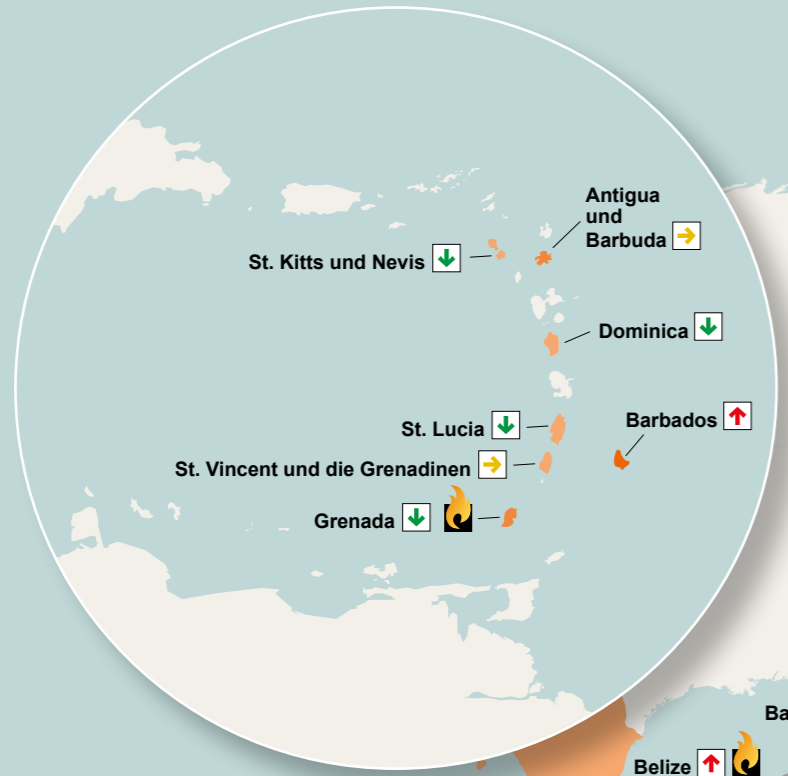 Antigua
und
Barbuda
St. Kitts und Nevis
Dominica
St. Lucia
Barbados
St. Vincent und die Grenadinen
Grenada
Ba
Belize